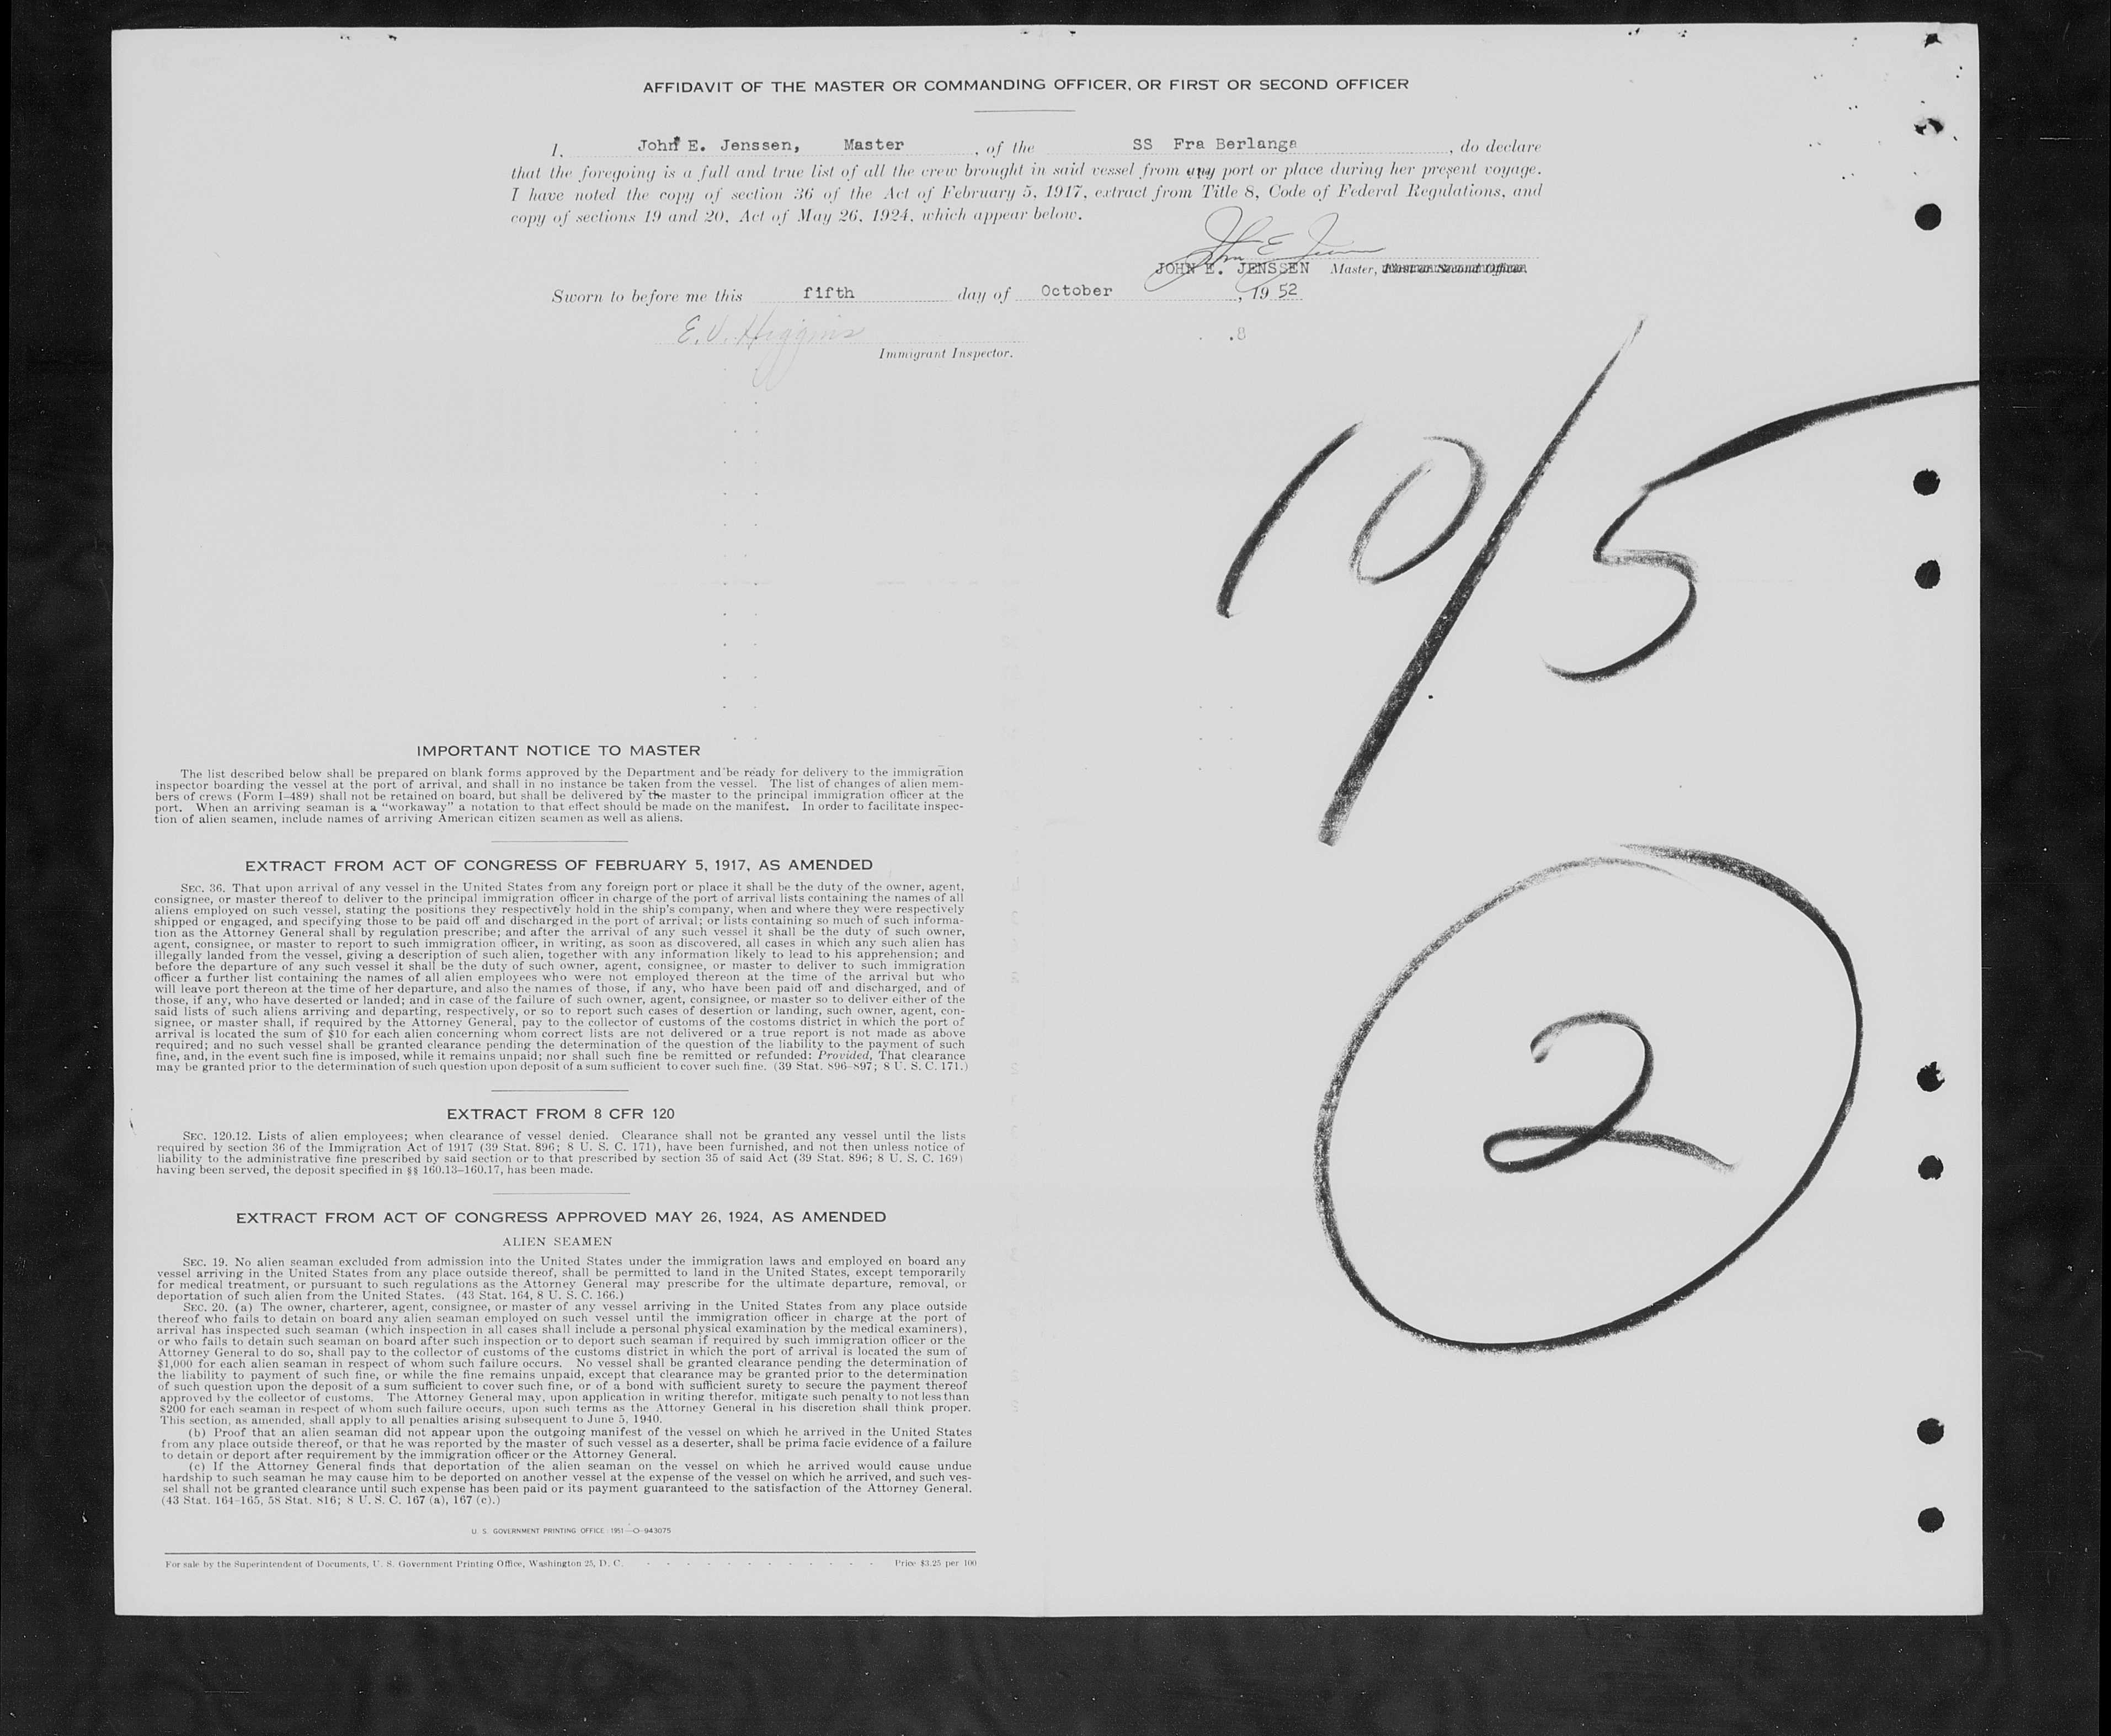 AFFIDAVIT OF THE MASTER OR COMMANDING OFFICER, OR FIRST OR SECOND OFFICER
I, John E. Jenssen, Master, of the SS Fra Berlanga, do declare
that the foregoing is a full and true list of all the crew brought in said vessel from any port or place during her present voyage.
I have noted the copy of section 36 of the Act of February 5, 1917, extract from Title 8, Code of Federal Regulations, and
copy of sections 19 and 20, Act of May 26, 1924, which appear below.
JOHN E. JENSSEN Master, First or Second Officer.
Sworn to before me this fifth day of October, 19 52
E.V. Higgins
.8
Immigrant Inspector.
10/5
2
IMPORTANT NOTICE TO MASTER
The list described below shall be prepared on blank forms approved by the Department and be ready for delivery to the immigration
inspector boarding the vessel at the port of arrival, and shall in no instance be taken from the vessel. The list of changes of alien mem-
bers of crews (Form I–489) shall not be retained on board, but shall be delivered by the master to the principal immigration officer at the
port. When an arriving seaman is a “workaway” a notation to that effect should be made on the manifest. In order to facilitate inspec-
tion of alien seamen, include names of arriving American citizen seamen as well as aliens.
EXTRACT FROM ACT OF CONGRESS OF FEBRUARY 5, 1917, AS AMENDED
SEC. 36. That upon arrival of any vessel in the United States from any foreign port or place it shall be the duty of the owner, agent,
consignee, or master thereof to deliver to the principal immigration officer in charge of the port of arrival lists containing the names of all
aliens employed on such vessel, stating the positions they respectively hold in the ship's company, when and where they were respectively
shipped or engaged, and specifying those to be paid off and discharged in the port of arrival; or lists containing so much of such informa-
tion as the Attorney General shall by regulation prescribe; and after the arrival of any such vessel it shall be the duty of such owner,
agent, consignee, or master to report to such immigration officer, in writing, as soon as discovered, all cases in which any such alien has
illegally landed from the vessel, giving a description of such alien, together with any information likely to lead to his apprehension; and
before the departure of any such vessel it shall be the duty of such owner, agent, consignee, or master to deliver to such immigration
officer a further list containing the names of all alien employees who were not employed thereon at the time of the arrival but who
will leave port thereon at the time of her departure, and also the names of those, if any, who have been paid off and discharged, and of
those, if any, who have deserted or landed; and in case of the failure of such owner, agent, consignee, or master so to deliver either of the
said lists of such aliens arriving and departing, respectively, or so to report such cases of desertion or landing, such owner, agent, con-
signee, or master shall, if required by the Attorney General, pay to the collector of customs of the costoms district in which the port of
arrival is located the sum of $10 for each alien concerning whom correct lists are not delivered or a true report is not made as above
required; and no such vessel shall be granted clearance pending the determination of the question of the liability to the payment of such
fine, and, in the event such fine is imposed, while it remains unpaid; nor shall such fine be remitted or refunded: Provided, That clearance
may be granted prior to the determination of such question upon deposit of a sum sufficient to cover such fine. (39 Stat. 896–897; 8 U. S. C. 171.)
EXTRACT FROM 8 CFR 120
SEC. 120.12. Lists of alien employees; when clearance of vessel denied. Clearance shall not be granted any vessel until the lists
required by section 36 of the Immigration Act of 1917 (39 Stat. 896; 8 U. S. C. 171), have been furnished, and not then unless notice of
liability to the administrative fine prescribed by said section or to that prescribed by section 35 of said Act (39 Stat. 896; 8 U. S. C. 169)
having been served, the deposit specified in §§ 160.13–160.17, has been made.
EXTRACT FROM ACT OF CONGRESS APPROVED MAY 26, 1924, AS AMENDED
ALIEN SEAMEN
SEC. 19. No alien seaman excluded from admission into the United States under the immigration laws and employed on board any
vessel arriving in the United States from any place outside thereof, shall be permitted to land in the United States, except temporarily
for medical treatment, or pursuant to such regulations as the Attorney General may prescribe for the ultimate departure, removal, or
deportation of such alien from the United States. (43 Stat. 164, 8 U. S. C. 166.)
SEC. 20. (a) The owner, charterer, agent, consignee, or master of any vessel arriving in the United States from any place outside
thereof who fails to detain on board any alien seaman employed on such vessel until the immigration officer in charge at the port of
arrival has inspected such seaman (which inspection in all cases shall include a personal physical examination by the medical examiners),
or who fails to detain such seaman on board after such inspection or to deport such seaman if required by such immigration officer or the
Attorney General to do so, shall pay to the collector of customs of the customs district in which the port of arrival is located the sum of
$1,000 for each alien seaman in respect of whom such failure occurs. No vessel shall be granted clearance pending the determination of
the liability to payment of such fine, or while the fine remains unpaid, except that clearance may be granted prior to the determination
of such question upon the deposit of a sum sufficient to cover such fine, or of a bond with sufficient surety to secure the payment thereof
approved by the collector of customs. The Attorney General may, upon application in writing therefor, mitigate such penalty to not less than
$200 for each seaman in respect of whom such failure occurs, upon such terms as the Attorney General in his discretion shall think proper.
This section, as amended, shall apply to all penalties arising subsequent to June 5, 1940.
(b) Proof that an alien seaman did not appear upon the outgoing manifest of the vessel on which he arrived in the United States
from any place outside thereof, or that he was reported by the master of such vessel as a deserter, shall be prima facie evidence of a failure
to detain or deport after requirement by the immigration officer or the Attorney General.
(c) If the Attorney General finds that deportation of the alien seaman on the vessel on which he arrived would cause undue
hardship to such seaman he may cause him to be deported on another vessel at the expense of the vessel on which he arrived, and such ves-
sel shall not be granted clearance until such expense has been paid or its payment guaranteed to the satisfaction of the Attorney General.
(43 Stat. 164–165, 58 Stat. 816; 8 U. S. C. 167 (a), 167 (c).)
U. S. GOVERNMENT PRINTING OFFICE : 1951—O-943075
For sale by the Superintendent of Documents, U. S. Government Printing Office, Washington 25, D. C. - - - - - - - - - - - - Price $3.25 per 100